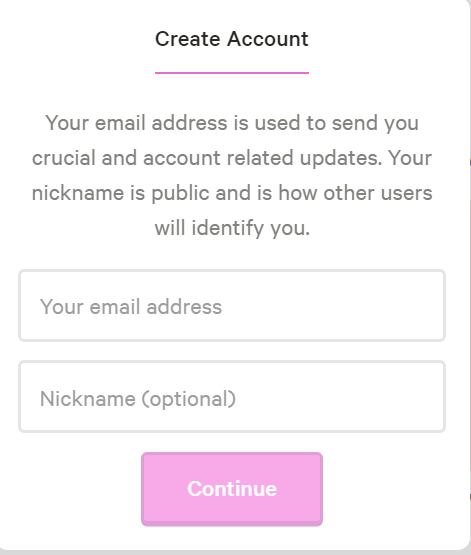 Create Account
Your email address is used to send you
crucial and account related updates. Your
nickname is public and is how other users
will identify you.
Your email address
Nickname (optional)
Continue